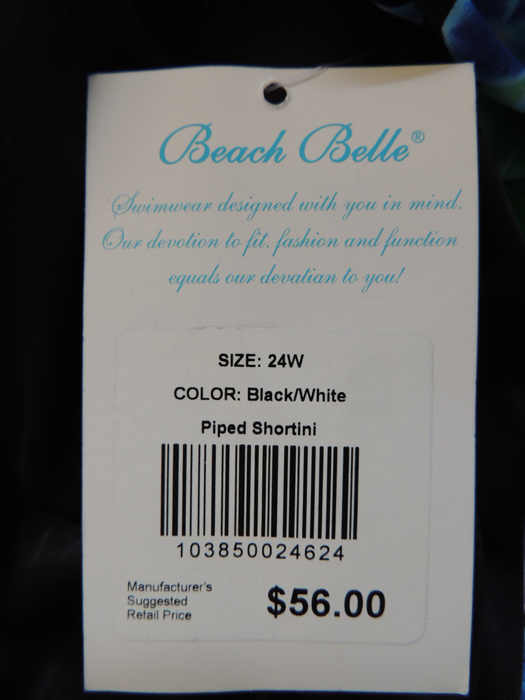 Beach Belle®
Swimwear designed with you in mind.
Our devotion to fit. fashion and function
equals our devatian to you!
SIZE: 24W
COLOR: Black/White
Piped Shortini
103850024624
Manufacturer's
Suggested
Retail Price
$56.00